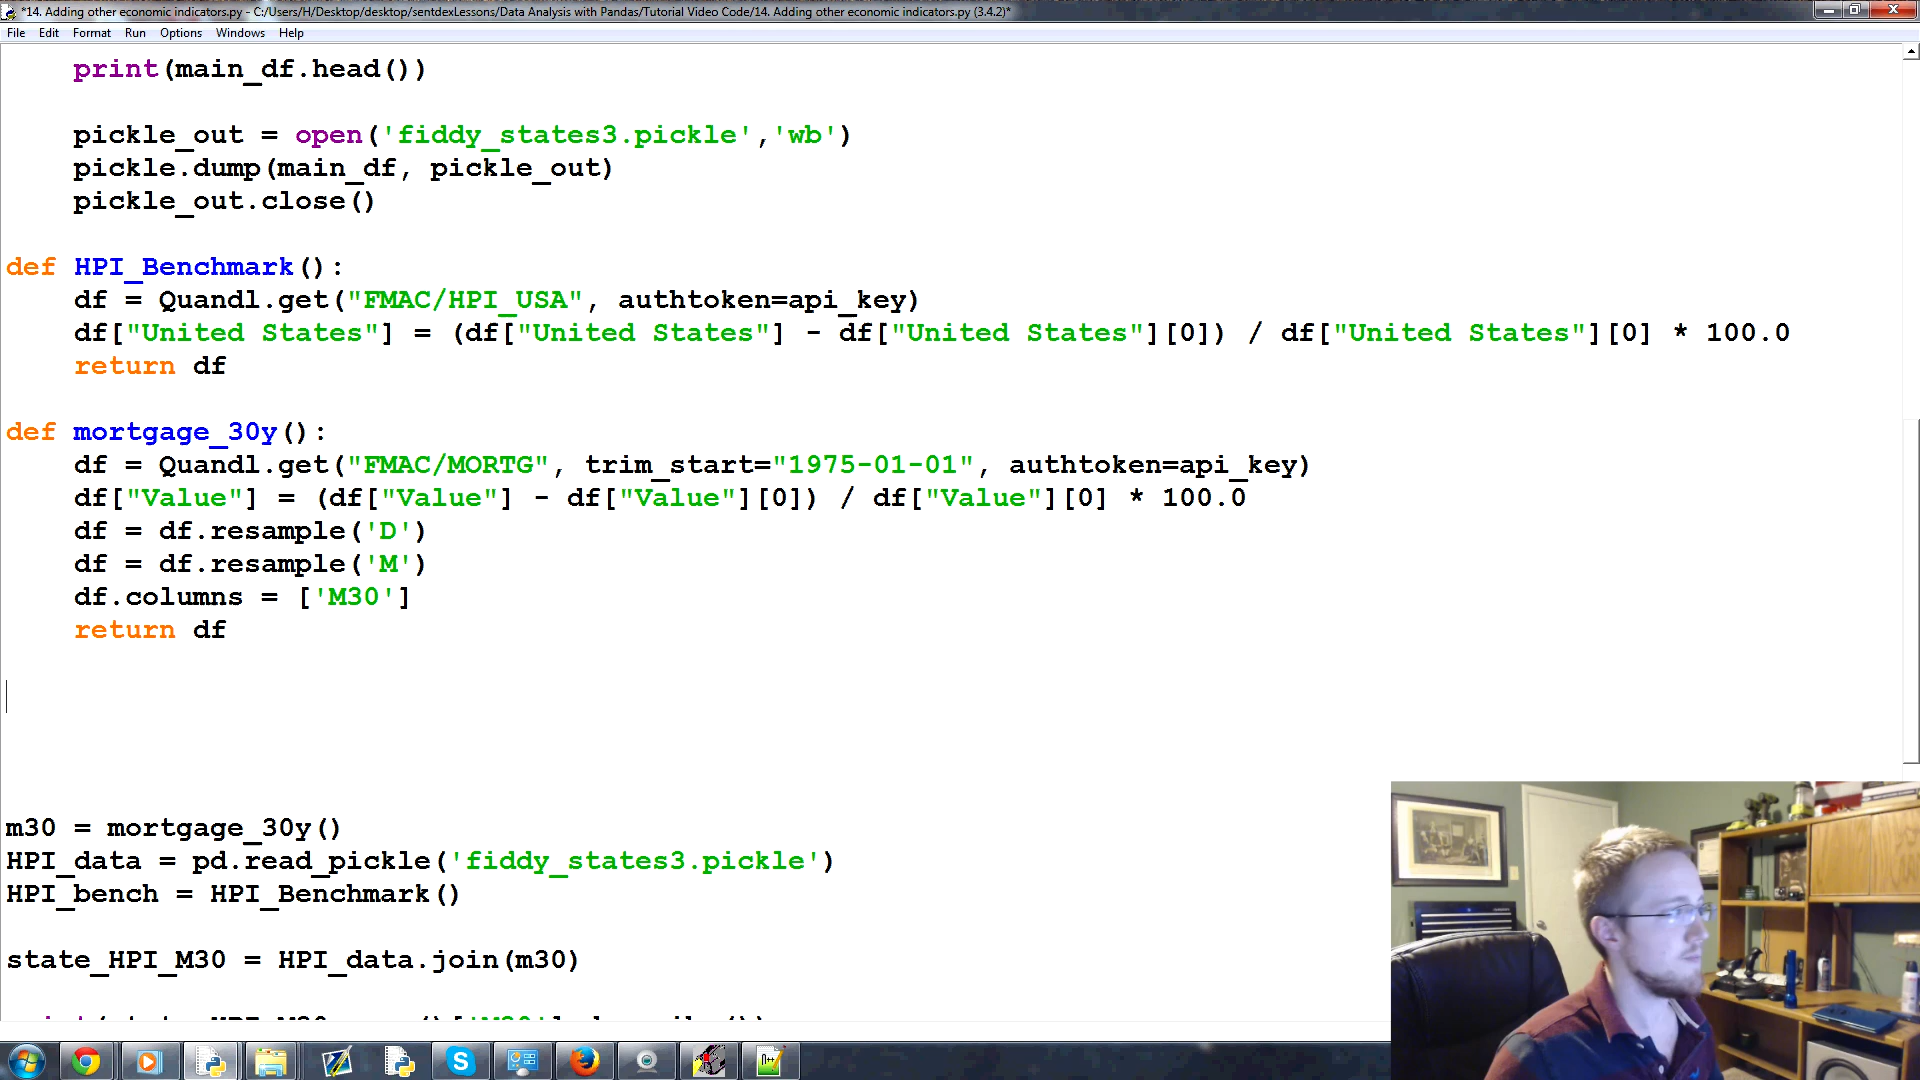 *14. Adding other economic indicators.py - C:/Users/H/Desktop/desktop/sentdexLessons/Data Analysis with Pandas/Tutorial Video Code/14. Adding other economic indicators.py (3.4.2)*
File Edit Format Run Options Windows Help
print(main_df.head())
pickle_out = open('fiddy_states3.pickle','wb')
pickle.dump(main_df, pickle_out)
pickle_out.close()
def HPI_Benchmark():
df = Quandl.get("FMAC/HPI_USA", authtoken=api_key)
df["United States"] = (df["United States"] - df["United States"][0]) / df["United States"][0] * 100.0
return df
def mortgage_30y():
df = Quandl.get("FMAC/MORTG", trim_start="1975-01-01", authtoken=api_key)
df["Value"] = (df["Value"] - df["Value"][0]) / df["Value"][0] * 100.0
df = df.resample('D')
df = df.resample('M')
df.columns = ['M30']
return df
m30 = mortgage_30y()
HPI_data = pd.read_pickle('fiddy_states3.pickle')
HPI_bench = HPI_Benchmark()
state_HPI_M30 = HPI_data.join(m30)